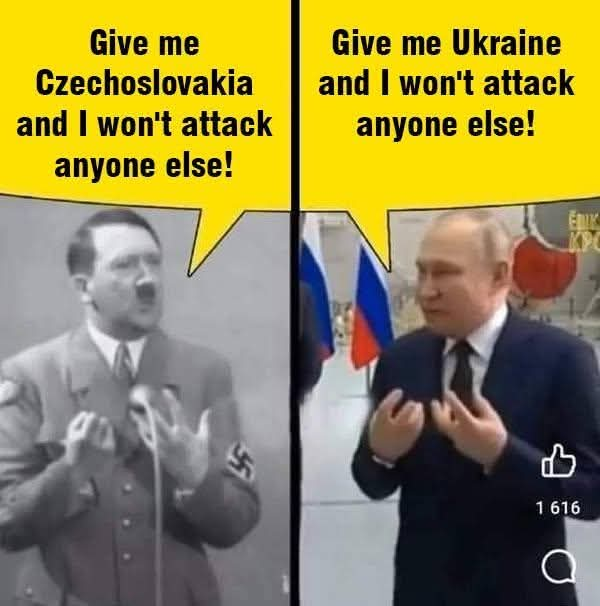 Give me
Czechoslovakia
and I won't attack
anyone else!
Give me Ukraine
and I won't attack
anyone else!
1 616